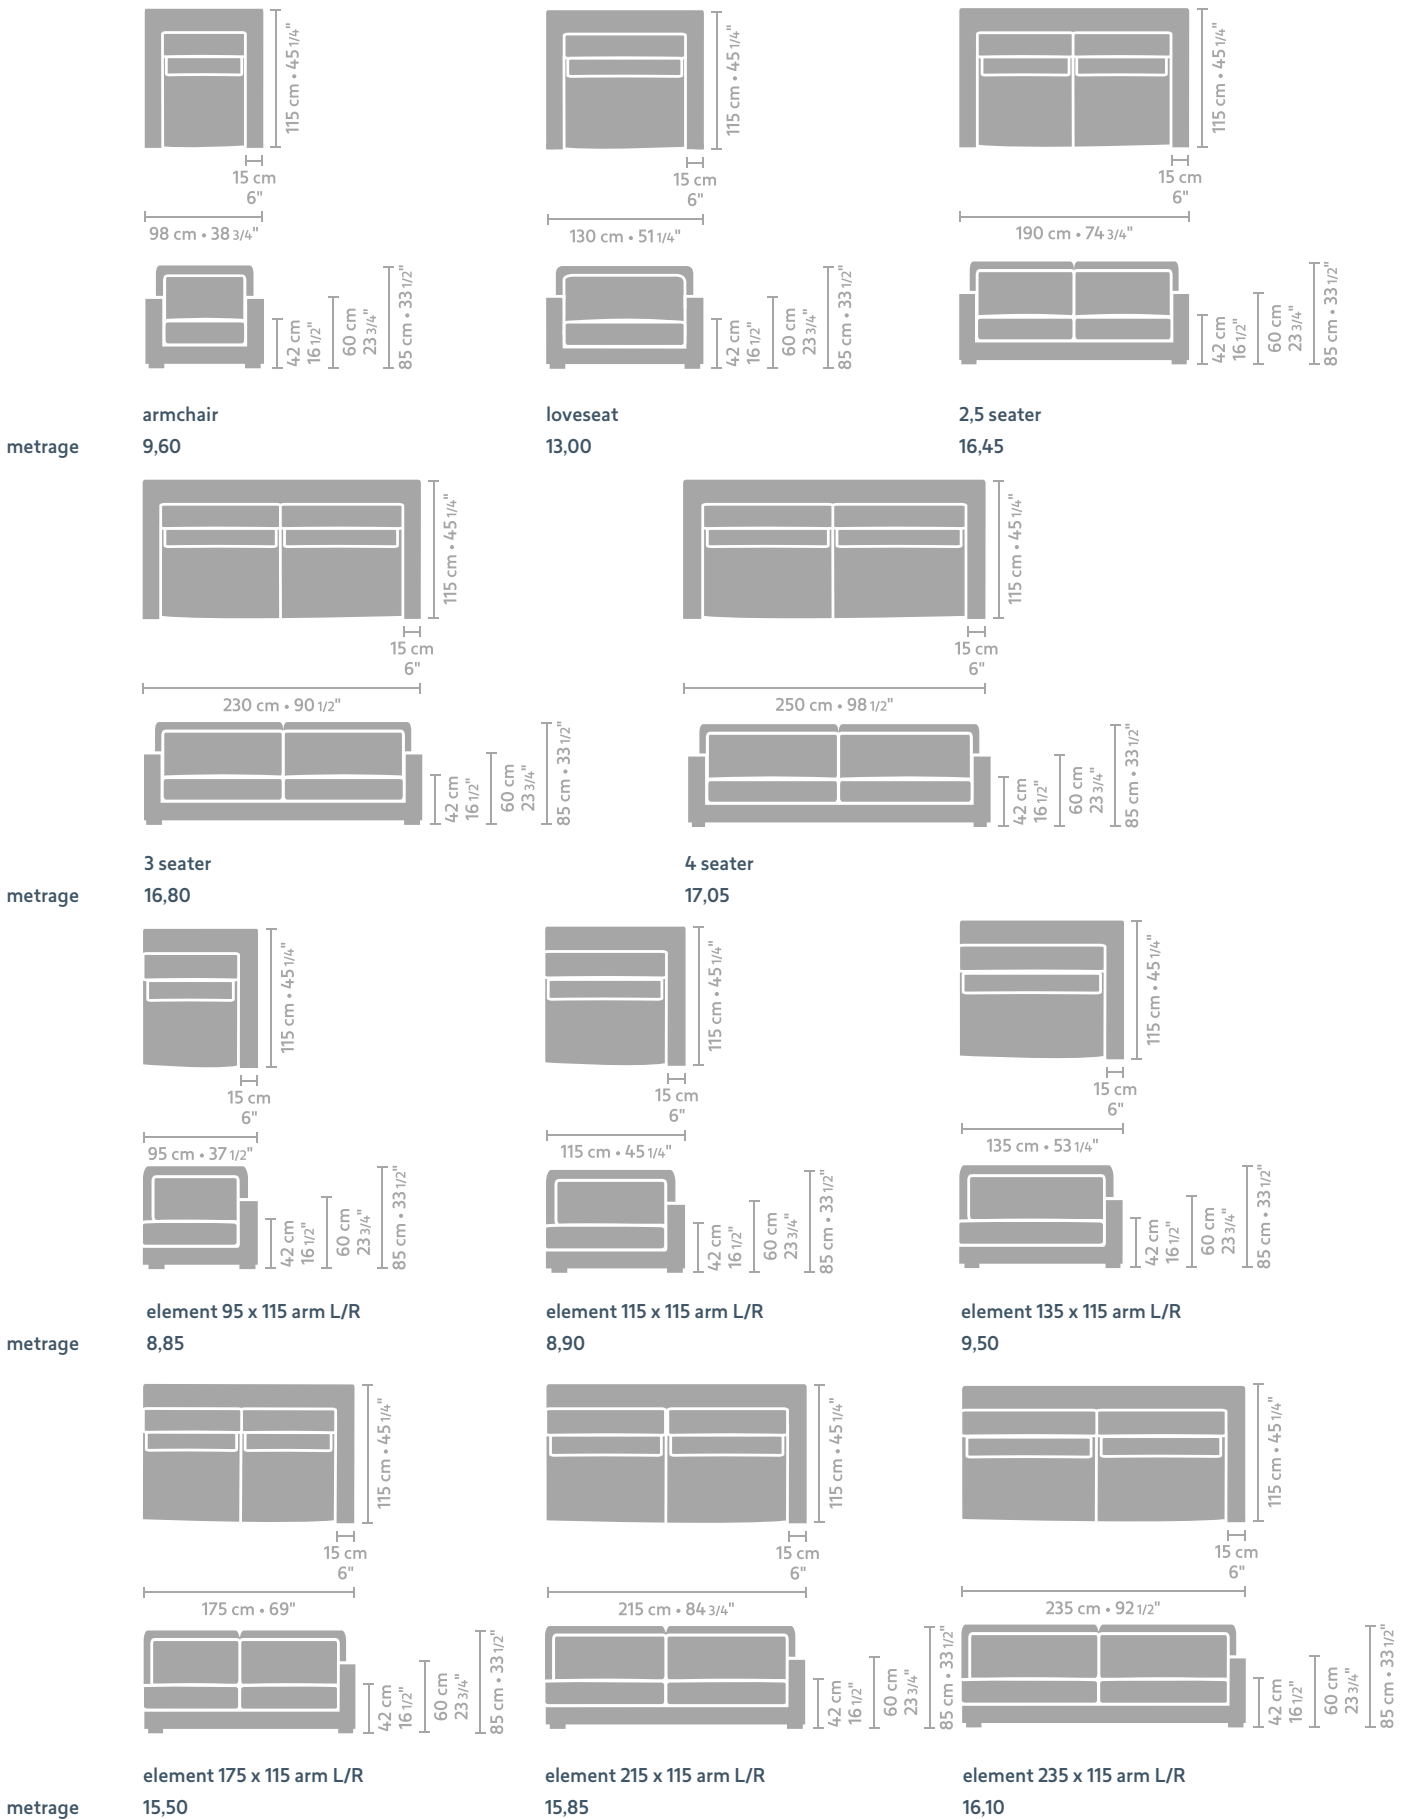 115 cm • 45 1/4"
115 cm • 45 1/4"
115 cm • 45 1/4"
15 cm
6"
15 cm
6"
15 cm
6"
98 cm • 38 3/4"
130 cm • 51 1/4"
190 cm • 74 3/4"
42 cm
16 1/2"
60 cm
23 3/4"
85 cm • 33 1/2"
42 cm
16 1/2"
60 cm
23 3/4"
85 cm • 33 1/2"
42 cm
16 1/2"
60 cm
23 3/4"
85 cm • 33 1/2"
armchair
loveseat
2,5 seater
metrage 9,60 13,00 16,45
115 cm • 45 1/4"
115 cm • 45 1/4"
15 cm
6"
15 cm
6"
230 cm • 90 1/2"
250 cm • 98 1/2"
42 cm
16 1/2"
60 cm
23 3/4"
85 cm • 33 1/2"
42 cm
16 1/2"
60 cm
23 3/4"
85 cm • 33 1/2"
3 seater
4 seater
metrage 16,80 17,05
115 cm • 45 1/4"
115 cm • 45 1/4"
115 cm • 45 1/4"
15 cm
6"
15 cm
6"
15 cm
6"
95 cm • 37 1/2"
115 cm • 45 1/4"
135 cm • 53 1/4"
42 cm
16 1/2"
60 cm
23 3/4"
85 cm • 33 1/2"
42 cm
16 1/2"
60 cm
23 3/4"
85 cm • 33 1/2"
42 cm
16 1/2"
60 cm
23 3/4"
85 cm • 33 1/2"
element 95 x 115 arm L/R
element 115 x 115 arm L/R
element 135 x 115 arm L/R
metrage 8,85 8,90 9,50
115 cm • 45 1/4"
115 cm • 45 1/4"
115 cm • 45 1/4"
15 cm
6"
15 cm
6"
15 cm
6"
175 cm • 69"
215 cm • 84 3/4"
235 cm • 92 1/2"
42 cm
16 1/2"
60 cm
23 3/4"
85 cm • 33 1/2"
42 cm
16 1/2"
60 cm
23 3/4"
85 cm • 33 1/2"
42 cm
16 1/2"
60 cm
23 3/4"
85 cm • 33 1/2"
element 175 x 115 arm L/R
element 215 x 115 arm L/R
element 235 x 115 arm L/R
metrage 15,50 15,85 16,10